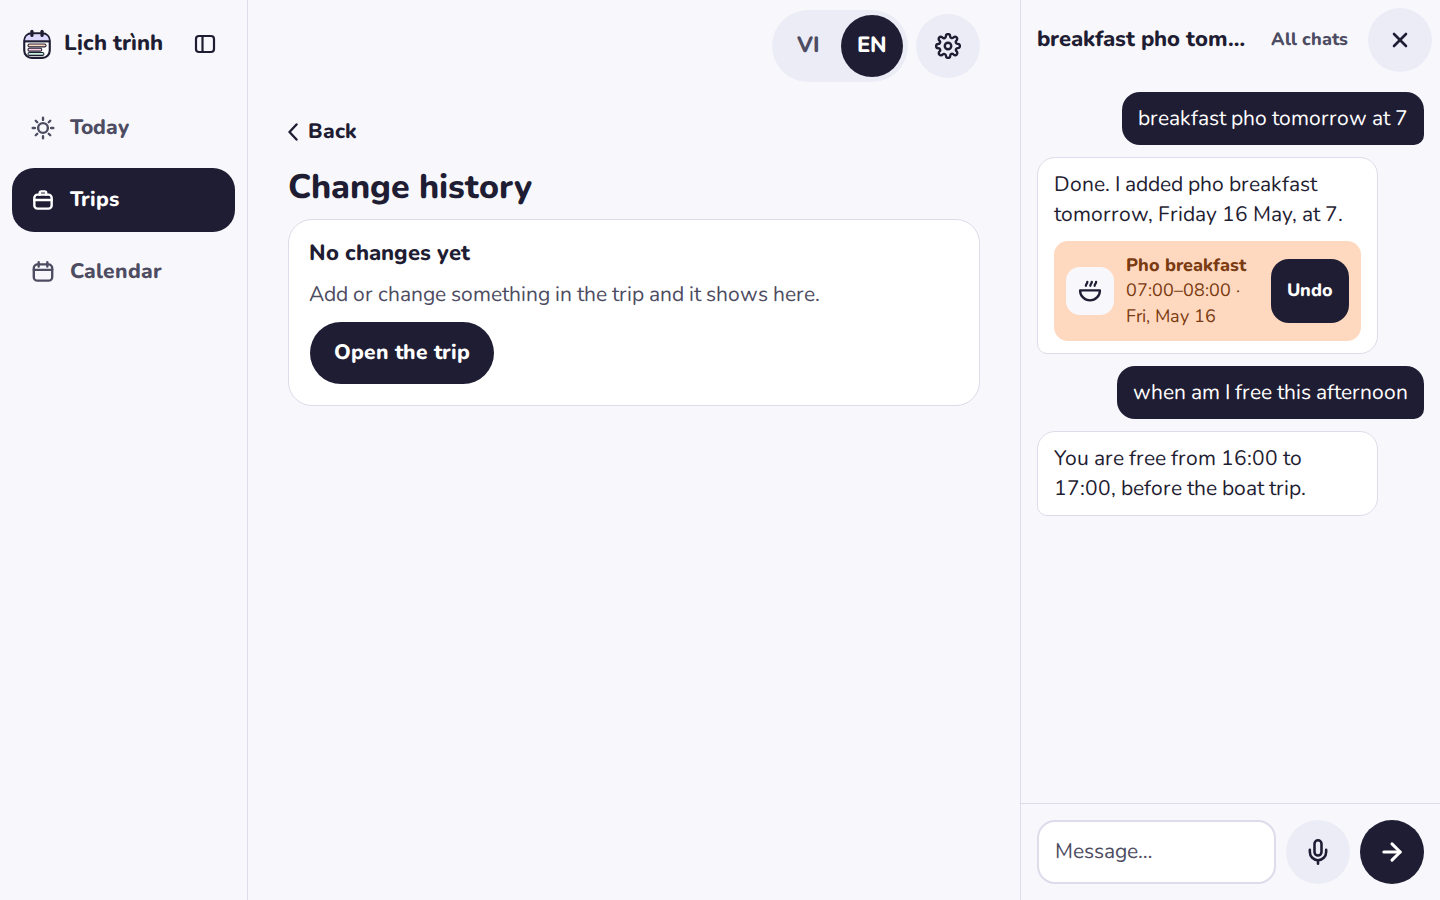 Lịch trình
Today
Trips
Calendar
VI
EN
Back
Change history
No changes yet
Add or change something in the trip and it shows here.
Open the trip
breakfast pho tom...
All chats
breakfast pho tomorrow at 7
Done. I added pho breakfast
tomorrow, Friday 16 May, at 7.
Pho breakfast
07:00–08:00 ·
Fri, May 16
Undo
when am I free this afternoon
You are free from 16:00 to
17:00, before the boat trip.
Message...